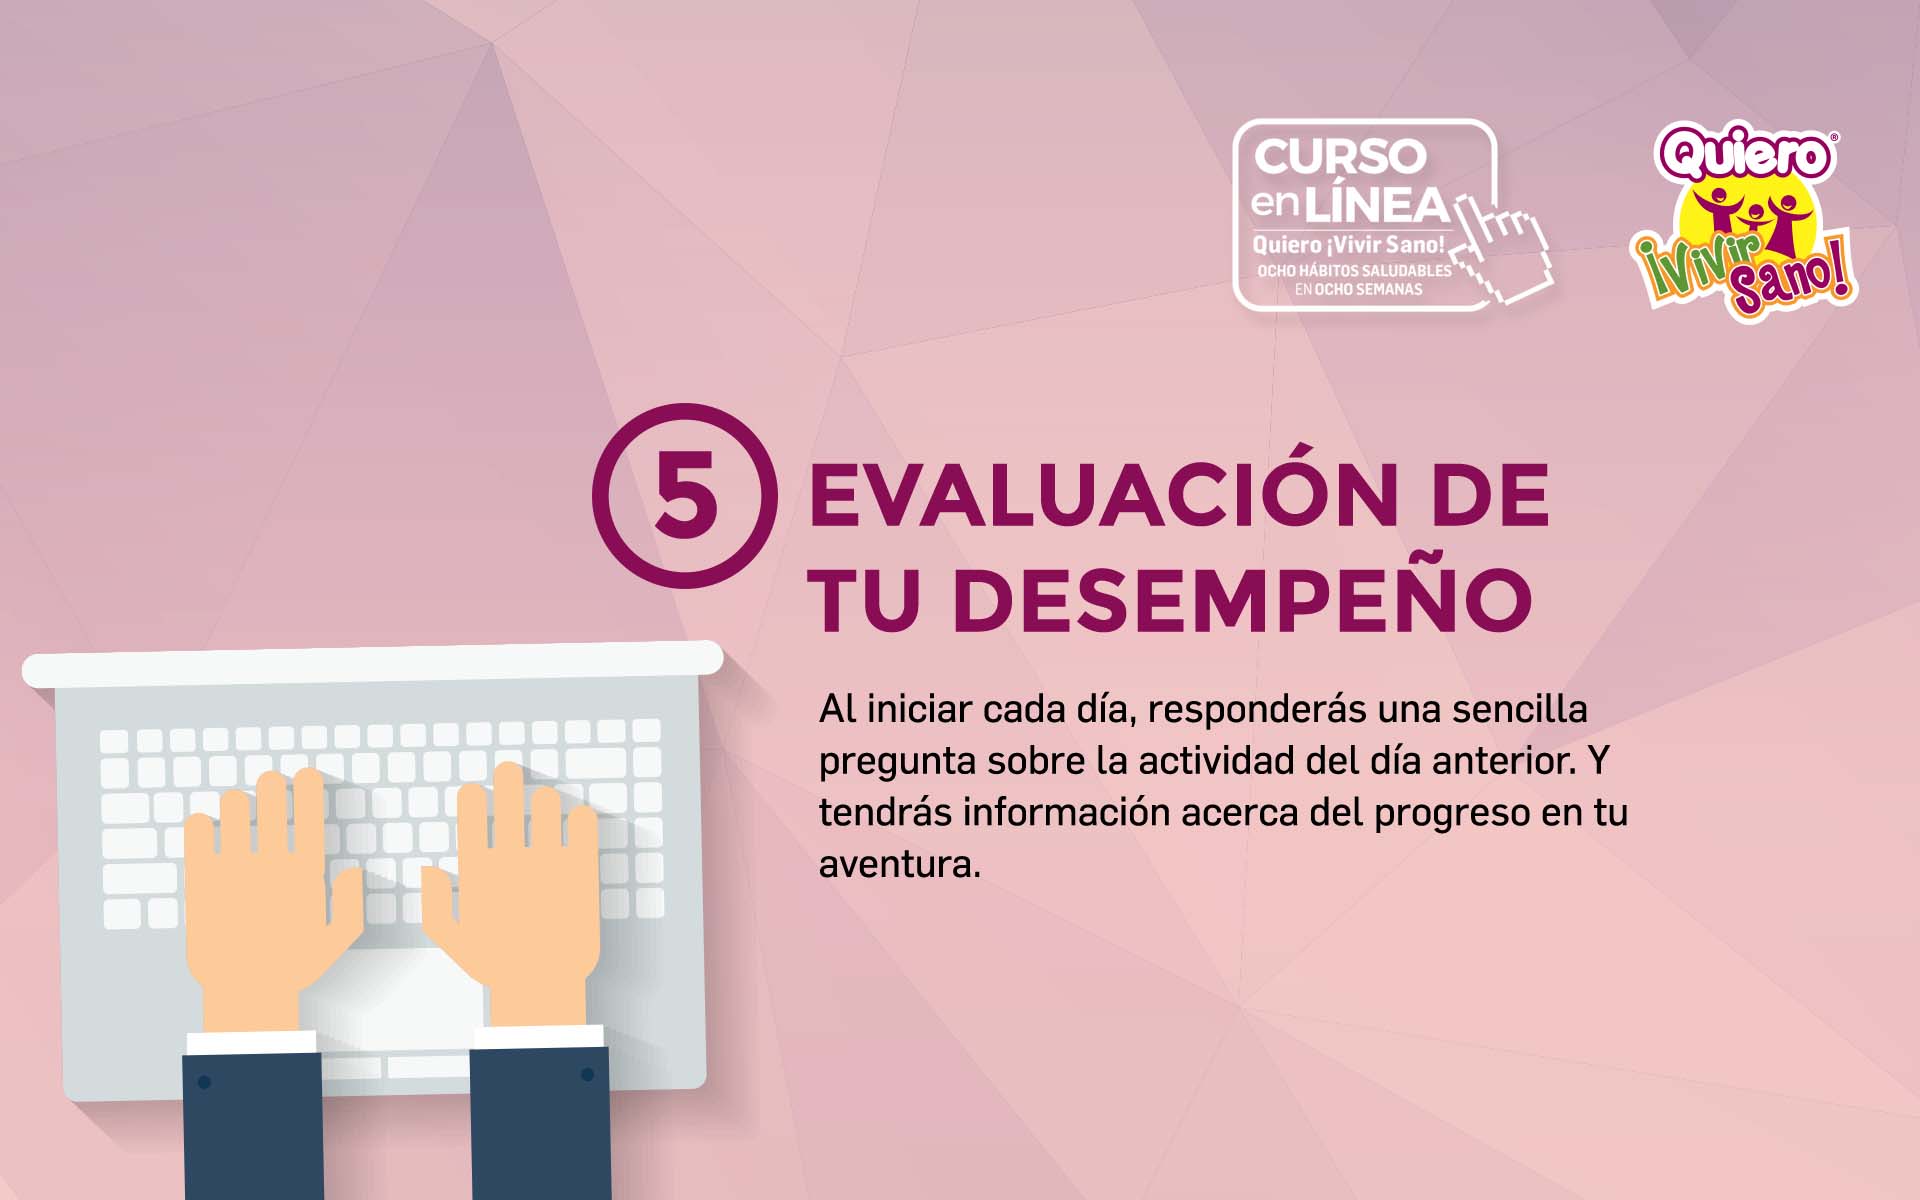 CURSO
en LÍNEA
Quiero ¡Vivir Sano!
OCHO HÁBITOS SALUDABLES
EN OCHO SEMANAS
Quiero®
¡Vivir
Sano!
5
EVALUACIÓN DE
TU DESEMPEÑO
Al iniciar cada día, responderás una sencilla
pregunta sobre la actividad del día anterior. Y
tendrás información acerca del progreso en tu
aventura.